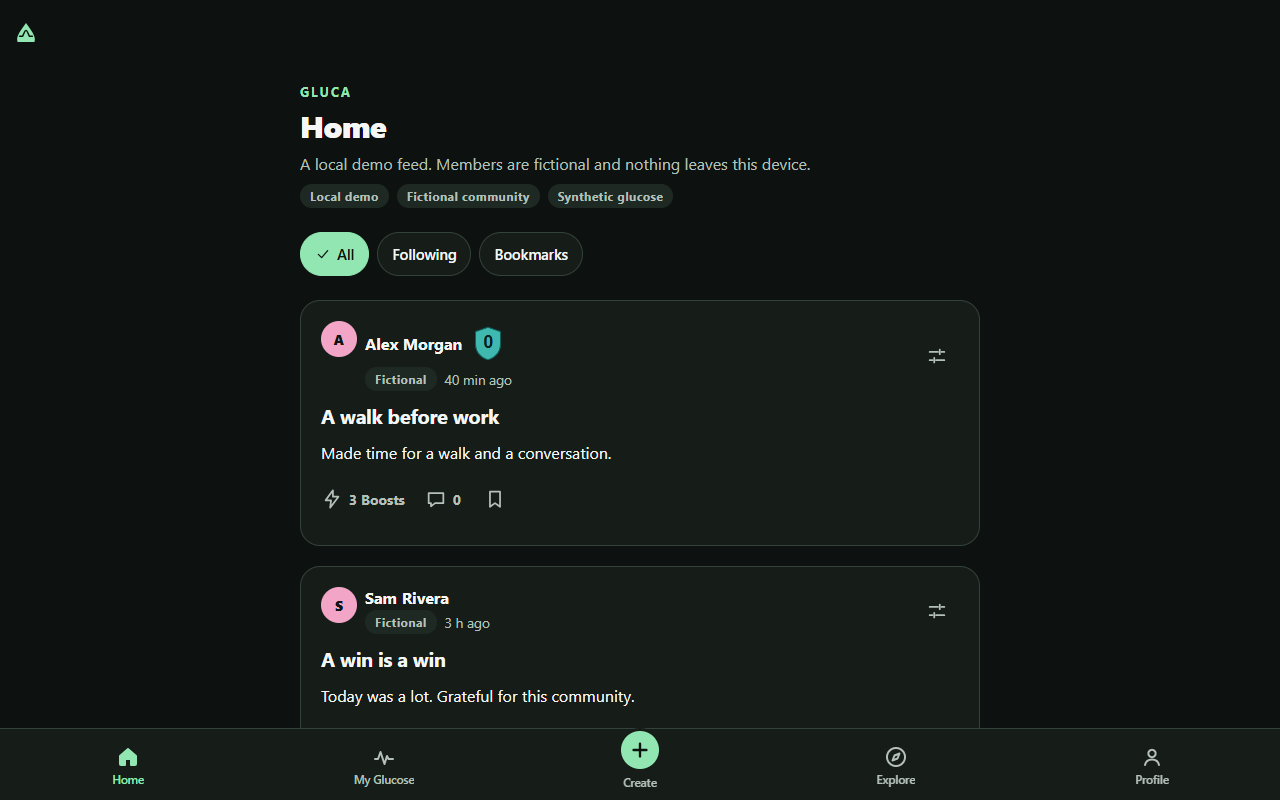 GLUCA
Home
A local demo feed. Members are fictional and nothing leaves this device.
Local demo Fictional community Synthetic glucose
All Following Bookmarks
A Alex Morgan 0
Fictional 40 min ago
A walk before work
Made time for a walk and a conversation.
3 Boosts 0
S Sam Rivera
Fictional 3 h ago
A win is a win
Today was a lot. Grateful for this community.
Home My Glucose Create Explore Profile